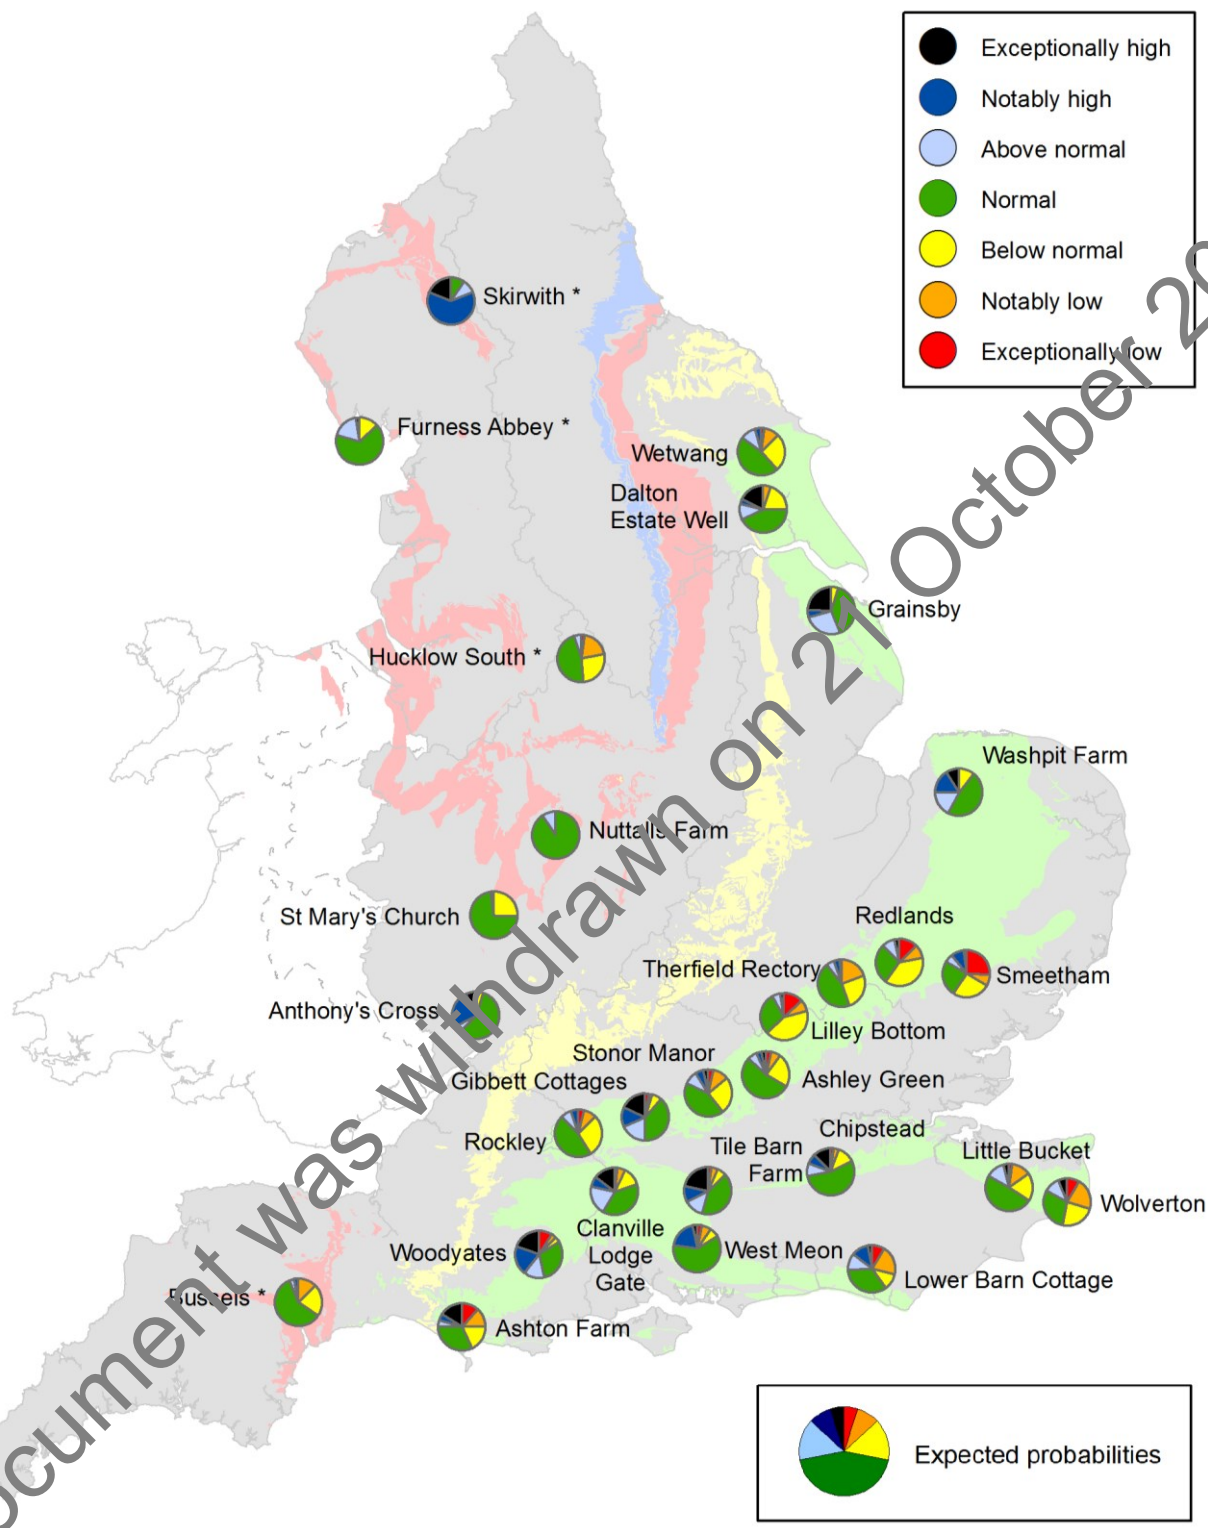 Exceptionally high
Notably high
Above normal
Normal
Below normal
Notably low
Exceptionally low
Skirwith *
Furness Abbey *
Wetwang
Dalton
Estate Well
Grainsby
Hucklow South *
Washpit Farm
Nuttalls Farm
St Mary's Church
Redlands
Therfield Rectory
Smeetham
Anthony's Cross
Lilley Bottom
Stonor Manor
Gibbett Cottages
Ashley Green
Rockley
Chipstead
Tile Barn
Farm
Little Bucket
Wolverton
Clanville
Lodge
Gate
Woodyates
West Meon
Lower Barn Cottage
Bussels *
Ashton Farm
Expected probabilities
was withdrawn on 21 October